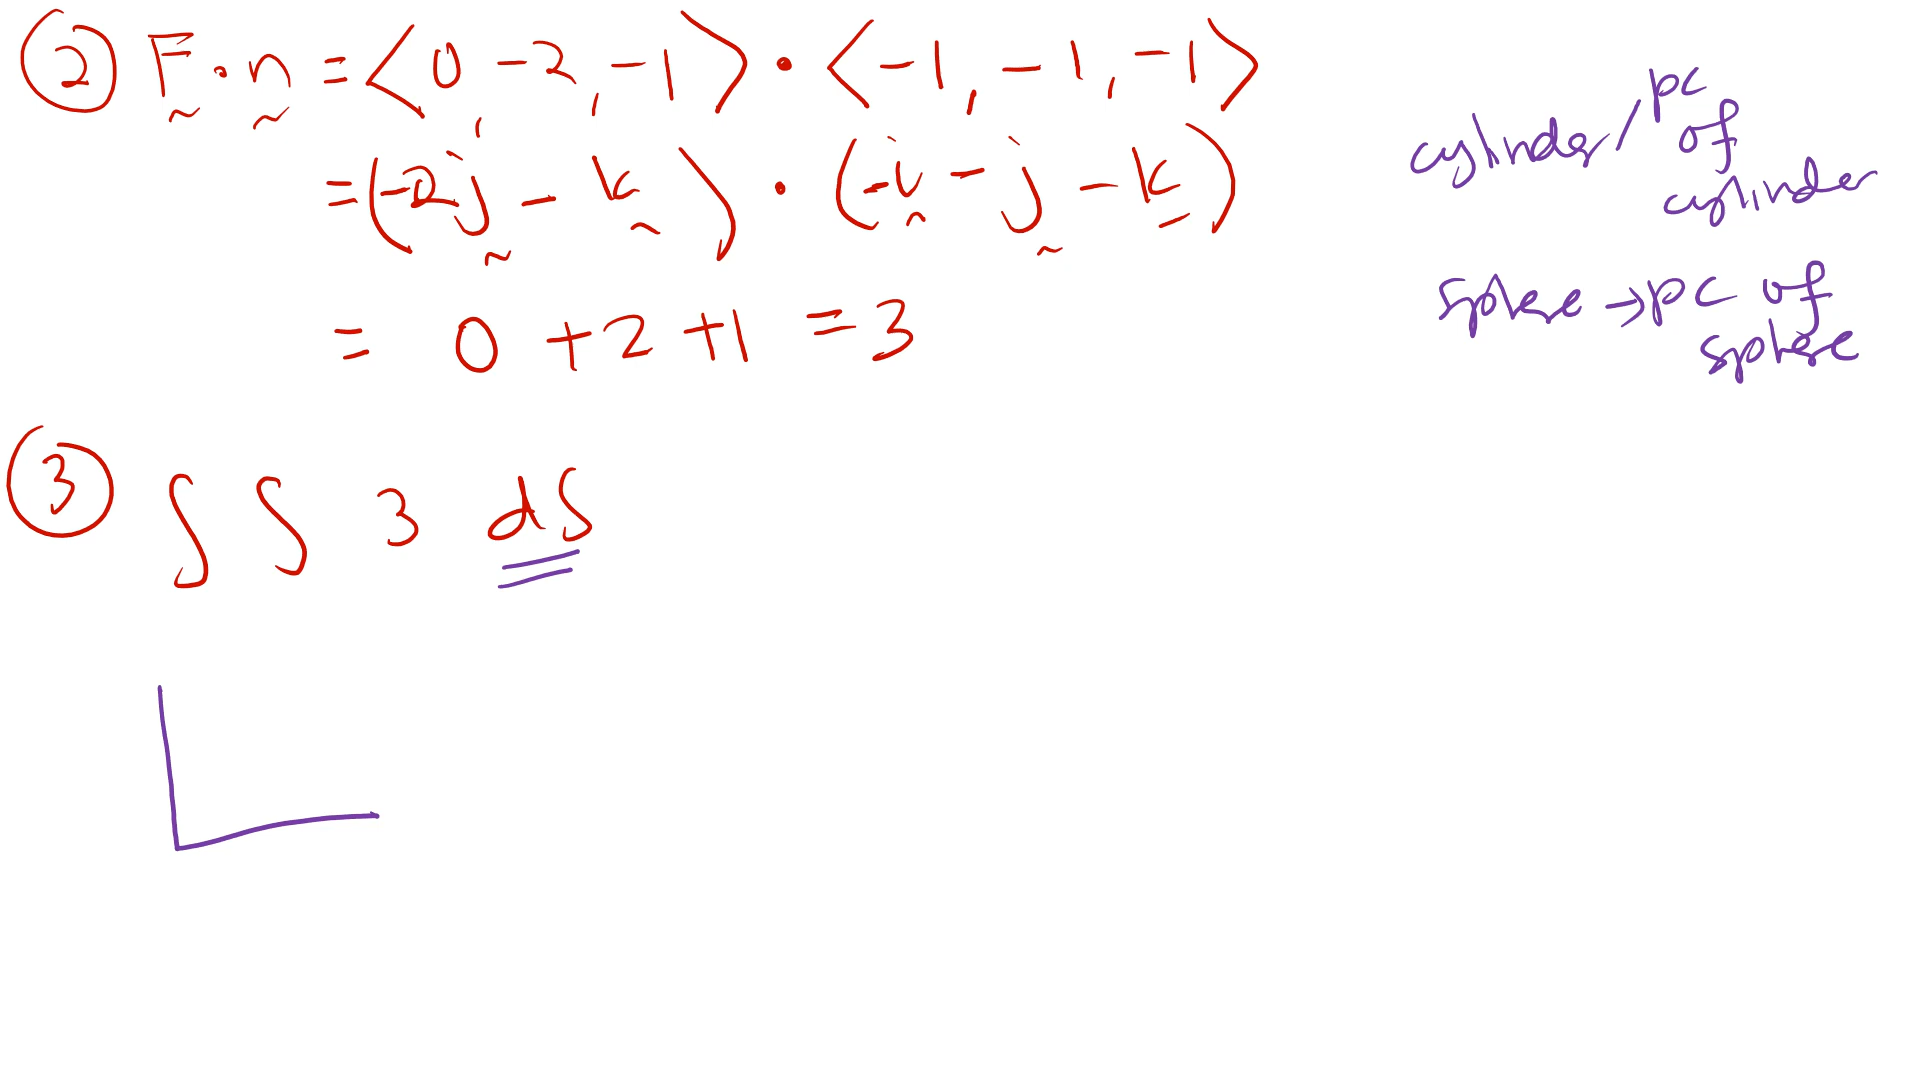 ② F · n = <0 -2, -1> · <-1, -1, -1>
= (-2j - k) · (-i - j - k)
= 0 + 2 + 1 = 3
③ ∫ ∫ 3 dS
cylinder / pc
of
cylinder
sphere → pc of
sphere